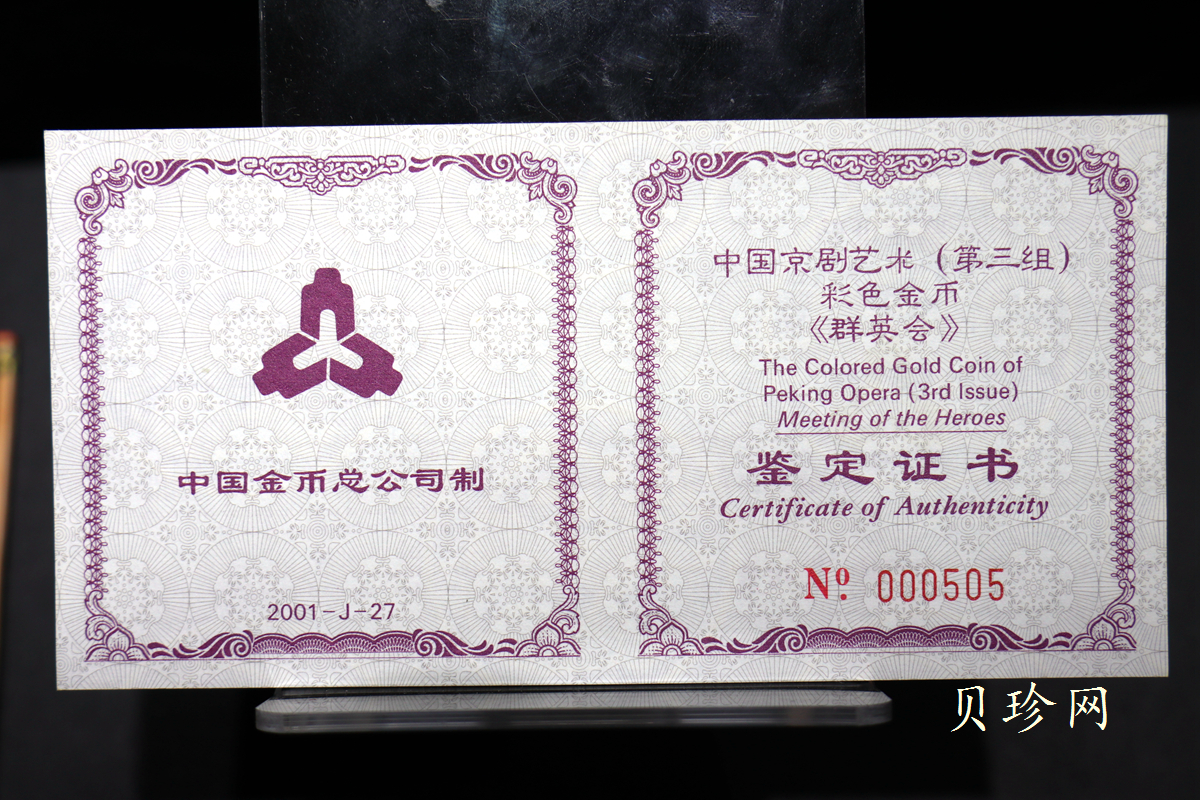 中国金币总公司制
2001-J-27
中国京剧艺术(第三组)
彩色金币
《群英会》
The Colored Gold Coin of
Peking Opera (3rd Issue)
Meeting of the Heroes
鉴定证书
Certificate of Authenticity
Nº 000505
贝珍网